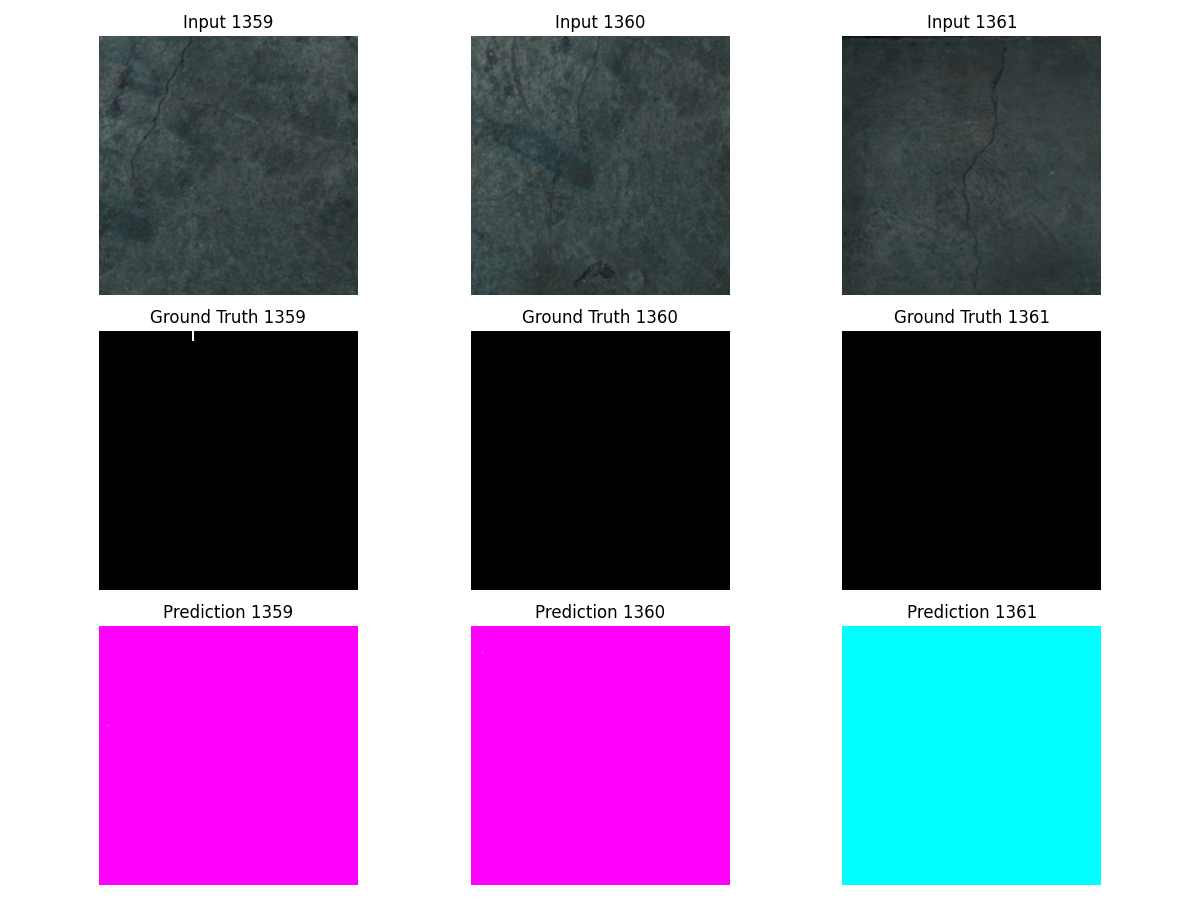 Input 1359
Input 1360
Input 1361
Ground Truth 1359
Ground Truth 1360
Ground Truth 1361
Prediction 1359
Prediction 1360
Prediction 1361